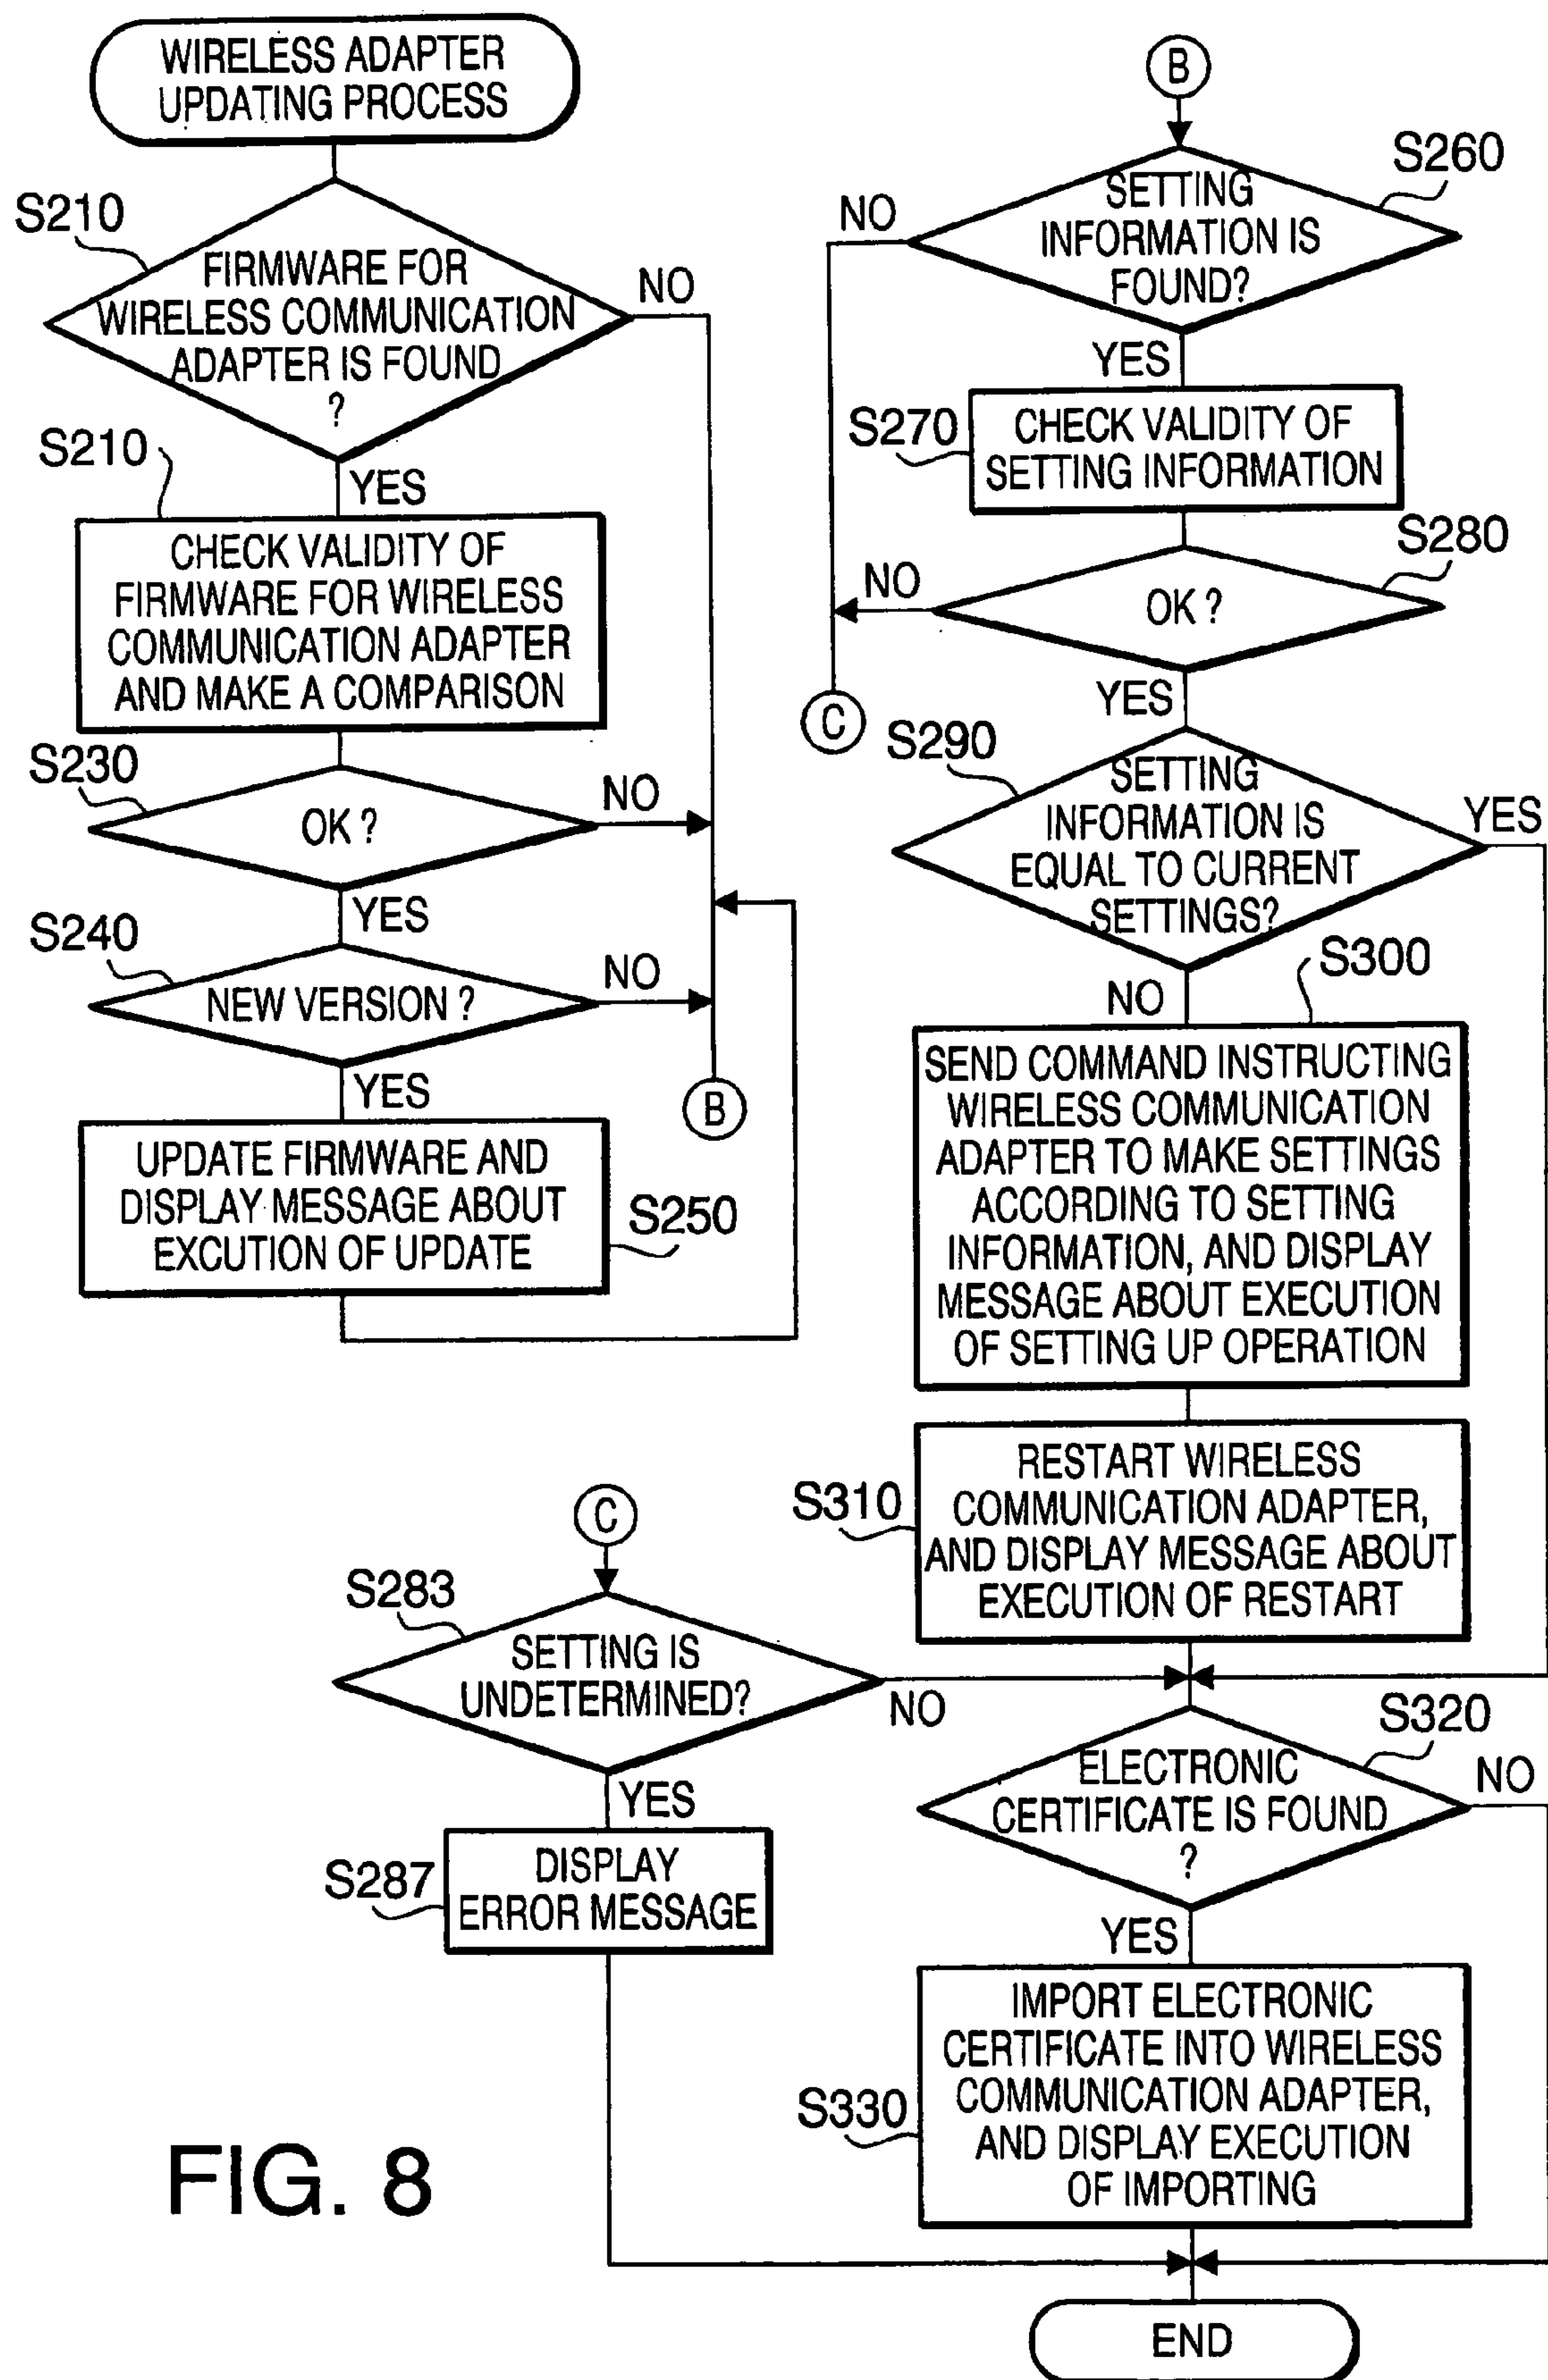 WIRELESS ADAPTER
UPDATING PROCESS
S210
FIRMWARE FOR
WIRELESS COMMUNICATION
ADAPTER IS FOUND
?
NO
YES
S210
CHECK VALIDITY OF
FIRMWARE FOR WIRELESS
COMMUNICATION ADAPTER
AND MAKE A COMPARISON
S230
OK ?
NO
YES
S240
NEW VERSION ?
NO
YES
B
UPDATE FIRMWARE AND
DISPLAY MESSAGE ABOUT
EXCUTION OF UPDATE
S250
B
S260
SETTING
INFORMATION IS
FOUND?
NO
YES
S270
CHECK VALIDITY OF
SETTING INFORMATION
S280
OK ?
NO
YES
C
S290
SETTING
INFORMATION IS
EQUAL TO CURRENT
SETTINGS?
YES
NO
S300
SEND COMMAND INSTRUCTING
WIRELESS COMMUNICATION
ADAPTER TO MAKE SETTINGS
ACCORDING TO SETTING
INFORMATION, AND DISPLAY
MESSAGE ABOUT EXECUTION
OF SETTING UP OPERATION
S310
RESTART WIRELESS
COMMUNICATION ADAPTER,
AND DISPLAY MESSAGE ABOUT
EXECUTION OF RESTART
C
S283
SETTING IS
UNDETERMINED?
NO
YES
S287
DISPLAY
ERROR MESSAGE
S320
ELECTRONIC
CERTIFICATE IS FOUND
?
NO
YES
S330
IMPORT ELECTRONIC
CERTIFICATE INTO WIRELESS
COMMUNICATION ADAPTER,
AND DISPLAY EXECUTION
OF IMPORTING
END
FIG. 8